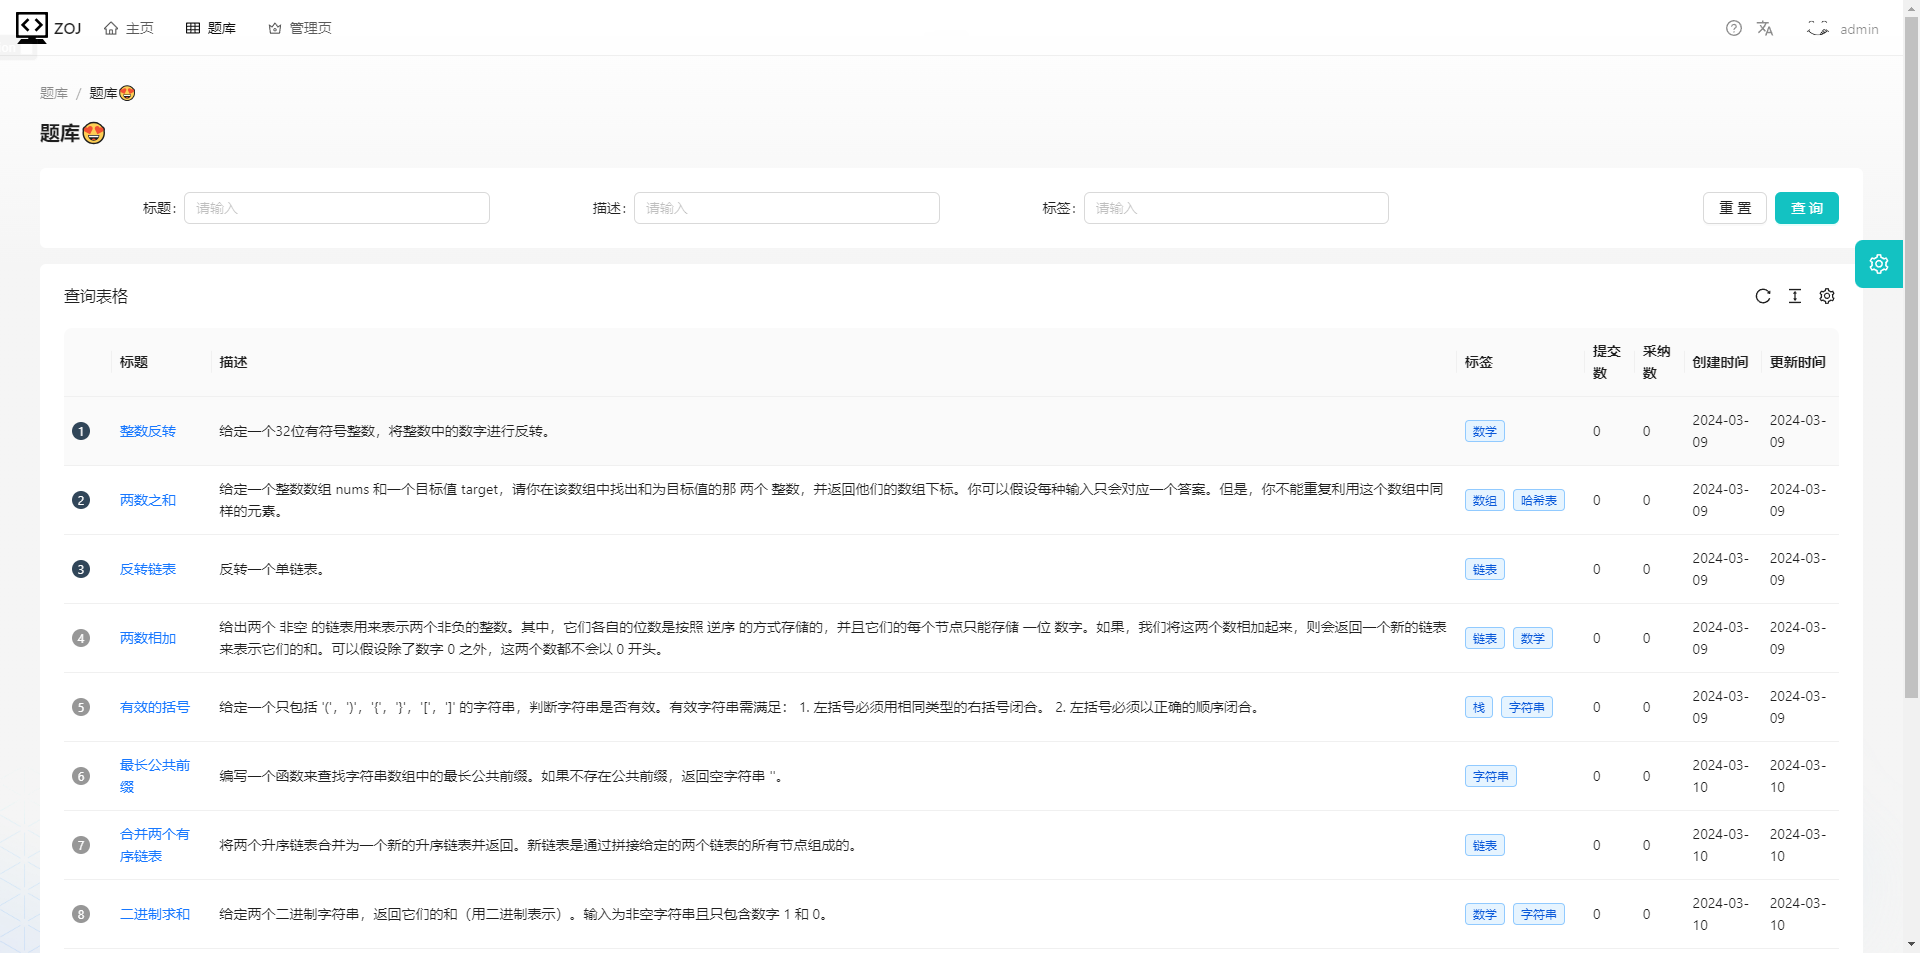 ZOJ 主页 题库 管理页 admin
题库 / 题库😍
题库😍
标题: 请输入 描述: 请输入 标签: 请输入 重 置 查 询
查询表格
标题 描述 标签 提交数 采纳数 创建时间 更新时间
1 整数反转 给定一个32位有符号整数，将整数中的数字进行反转。 数学 0 0 2024-03-09 2024-03-09
2 两数之和 给定一个整数数组 nums 和一个目标值 target，请你在该数组中找出和为目标值的那 两个 整数，并返回他们的数组下标。你可以假设每种输入只会对应一个答案。但是，你不能重复利用这个数组中同
样的元素。 数组 哈希表 0 0 2024-03-09 2024-03-09
3 反转链表 反转一个单链表。 链表 0 0 2024-03-09 2024-03-09
4 两数相加 给出两个 非空 的链表用来表示两个非负的整数。其中，它们各自的位数是按照 逆序 的方式存储的，并且它们的每个节点只能存储 一位 数字。如果，我们将这两个数相加起来，则会返回一个新的链表
来表示它们的和。可以假设除了数字 0 之外，这两个数都不会以 0 开头。 链表 数学 0 0 2024-03-09 2024-03-09
5 有效的括号 给定一个只包括 '('，')'，'{'，'}'，'['，']' 的字符串，判断字符串是否有效。有效字符串需满足： 1. 左括号必须用相同类型的右括号闭合。 2. 左括号必须以正确的顺序闭合。 栈 字符串 0 0 2024-03-09 2024-03-09
6 最长公共前缀 编写一个函数来查找字符串数组中的最长公共前缀。如果不存在公共前缀，返回空字符串 ''。 字符串 0 0 2024-03-10 2024-03-10
7 合并两个有序链表 将两个升序链表合并为一个新的升序链表并返回。新链表是通过拼接给定的两个链表的所有节点组成的。 链表 0 0 2024-03-10 2024-03-10
8 二进制求和 给定两个二进制字符串，返回它们的和（用二进制表示）。输入为非空字符串且只包含数字 1 和 0。 数学 字符串 0 0 2024-03-10 2024-03-10